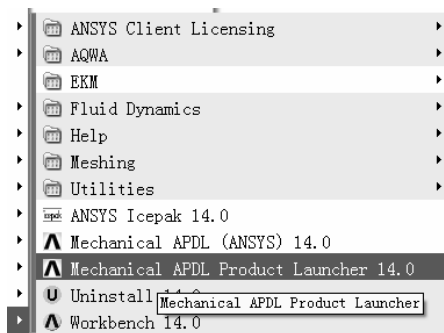 ANSYS Client Licensing
AQWA
EKM
Fluid Dynamics
Help
Meshing
Utilities
ANSYS Icepak 14.0
Mechanical APDL (ANSYS) 14.0
Mechanical APDL Product Launcher 14.0
Uninstall
Mechanical APDL Product Launcher
Workbench 14.0